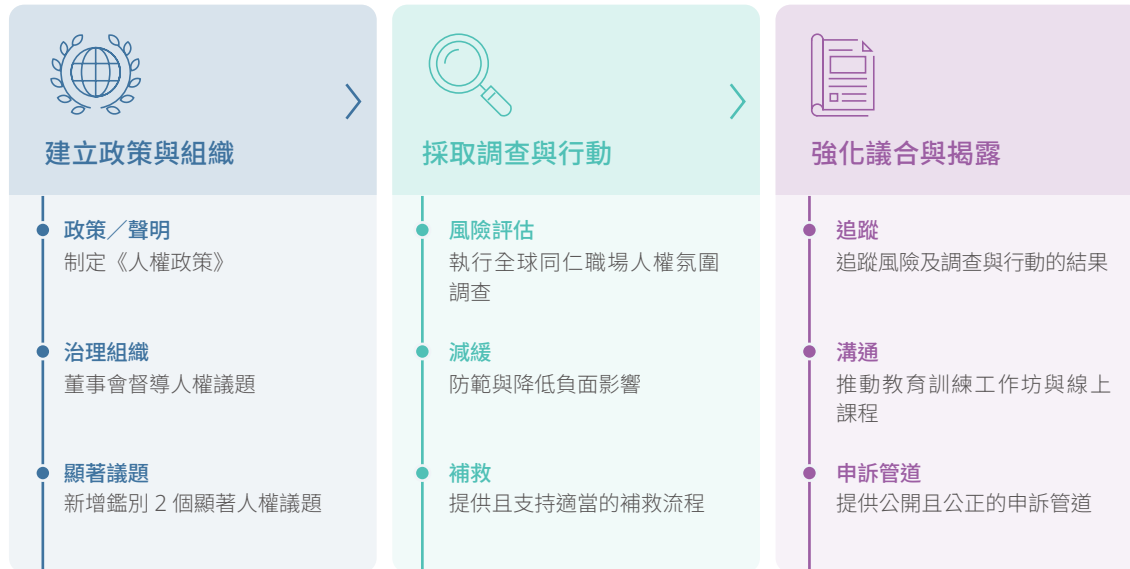 建立政策與組織
政策／聲明
制定《人權政策》
治理組織
董事會督導人權議題
顯著議題
新增鑑別 2 個顯著人權議題
採取調查與行動
風險評估
執行全球同仁職場人權氛圍
調查
減緩
防範與降低負面影響
補救
提供且支持適當的補救流程
強化議合與揭露
追蹤
追蹤風險及調查與行動的結果
溝通
推動教育訓練工作坊與線上
課程
申訴管道
提供公開且公正的申訴管道